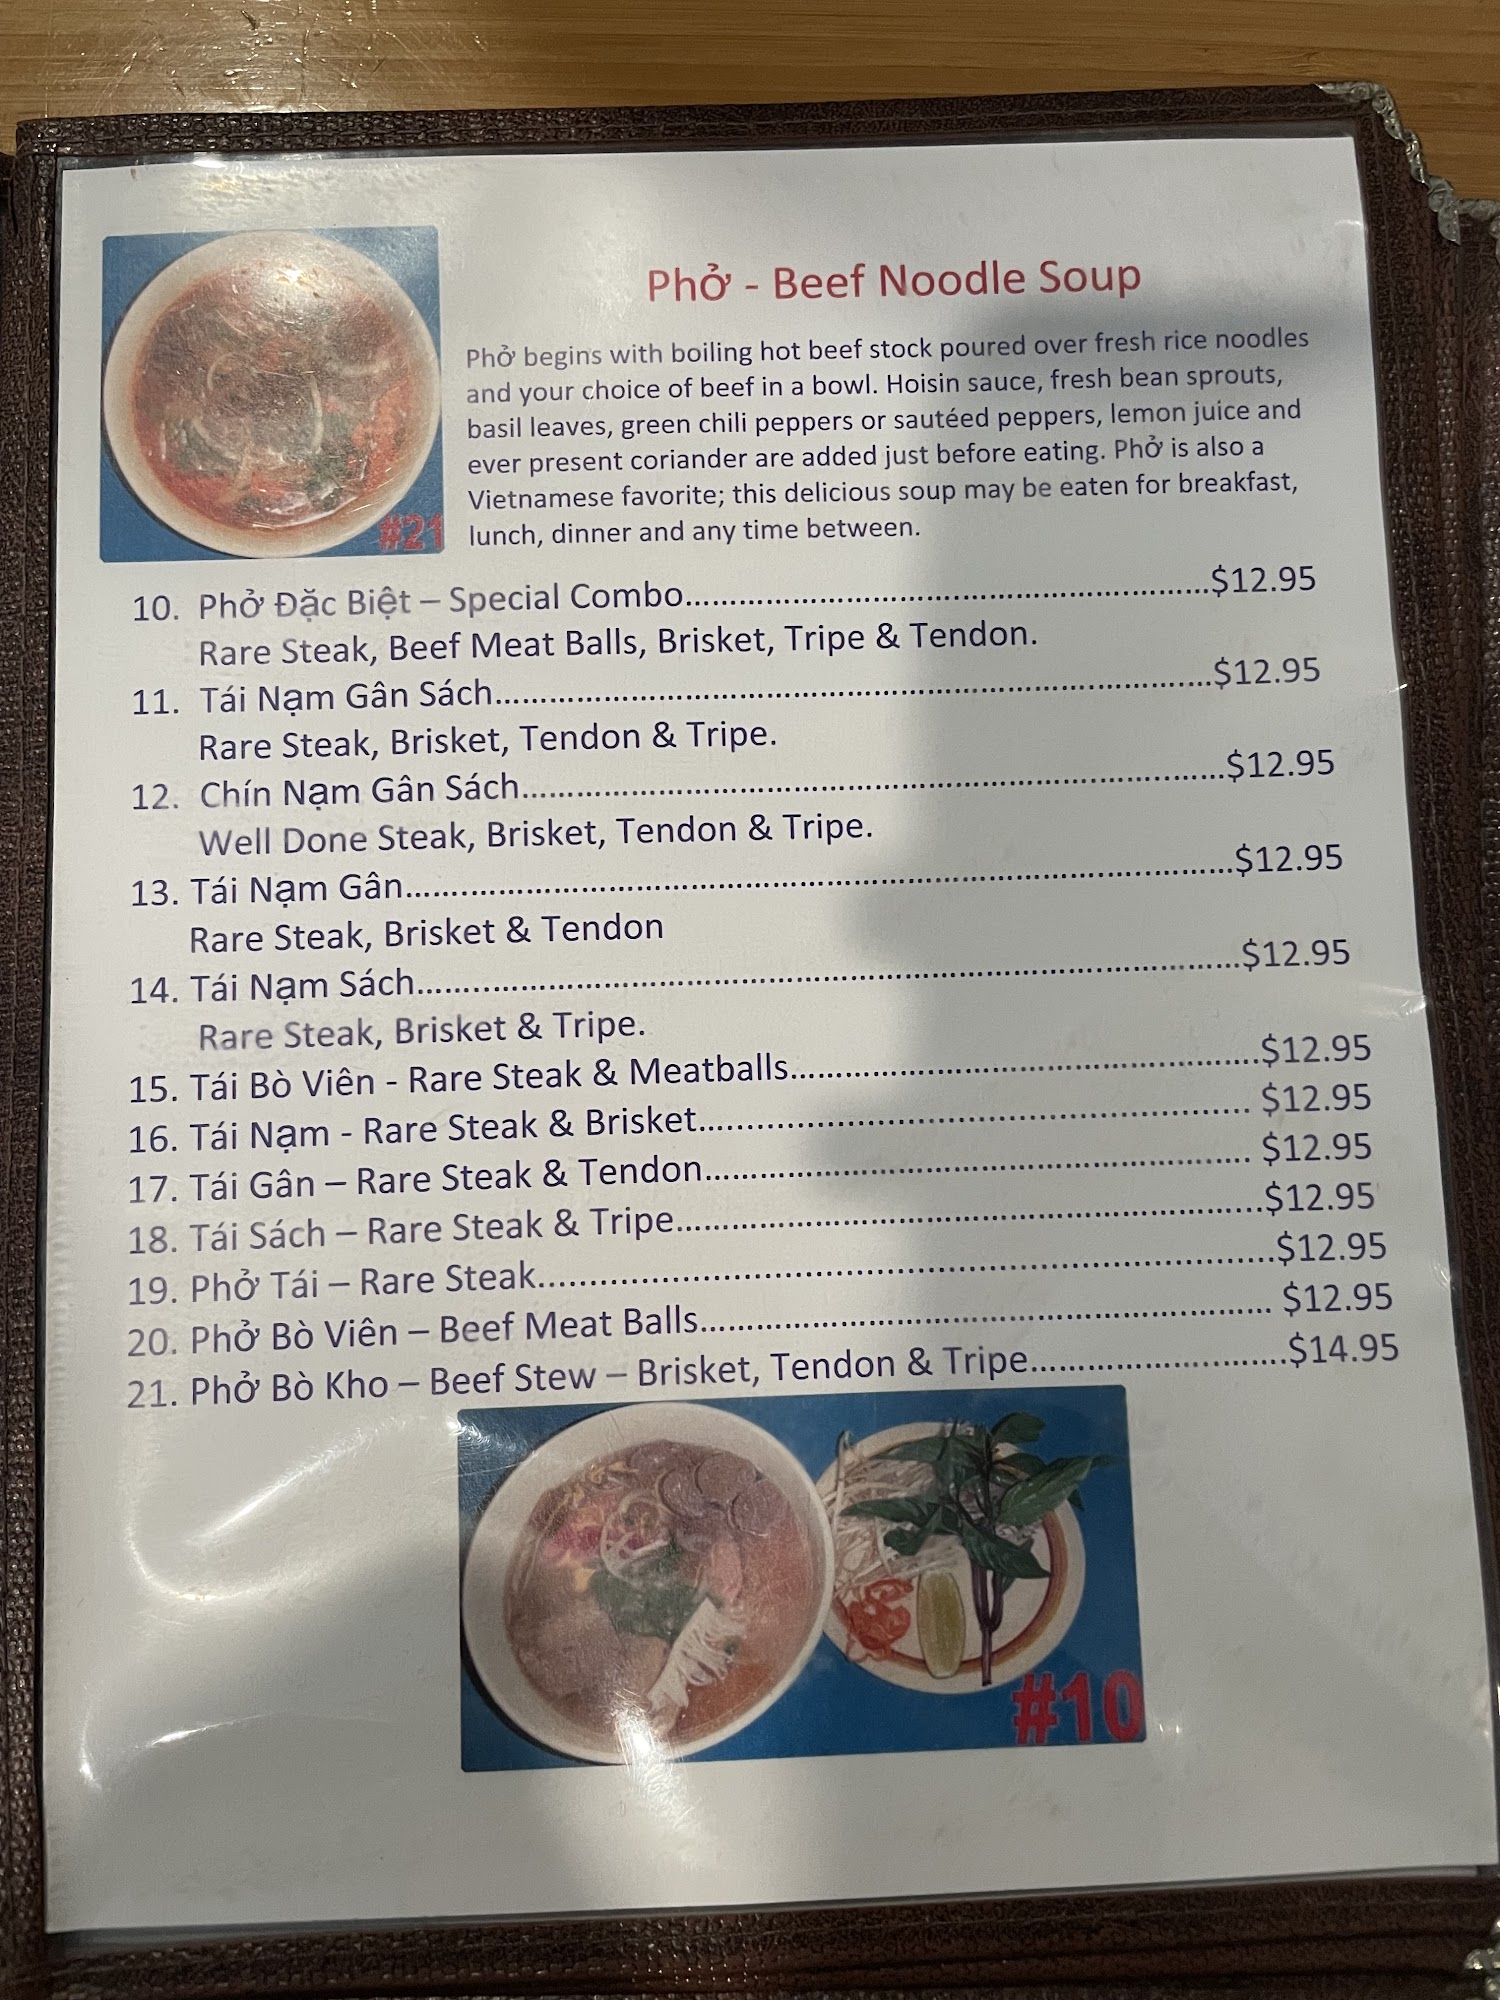 Phở - Beef Noodle Soup
Phở begins with boiling hot beef stock poured over fresh rice noodles
and your choice of beef in a bowl. Hoisin sauce, fresh bean sprouts,
basil leaves, green chili peppers or sautéed peppers, lemon juice and
ever present coriander are added just before eating. Phở is also a
Vietnamese favorite; this delicious soup may be eaten for breakfast,
lunch, dinner and any time between.
#21
10. Phở Đặc Biệt – Special Combo..........$12.95
Rare Steak, Beef Meat Balls, Brisket, Tripe & Tendon.
11. Tái Nạm Gân Sách..........$12.95
Rare Steak, Brisket, Tendon & Tripe.
12. Chín Nạm Gân Sách..........$12.95
Well Done Steak, Brisket, Tendon & Tripe.
13. Tái Nạm Gân..........$12.95
Rare Steak, Brisket & Tendon
14. Tái Nạm Sách..........$12.95
Rare Steak, Brisket & Tripe.
15. Tái Bò Viên - Rare Steak & Meatballs..........$12.95
16. Tái Nạm - Rare Steak & Brisket.......... $12.95
17. Tái Gân – Rare Steak & Tendon.......... $12.95
18. Tái Sách – Rare Steak & Tripe..........$12.95
19. Phở Tái – Rare Steak..........$12.95
20. Phở Bò Viên – Beef Meat Balls.......... $12.95
21. Phở Bò Kho – Beef Stew – Brisket, Tendon & Tripe..........$14.95
#10